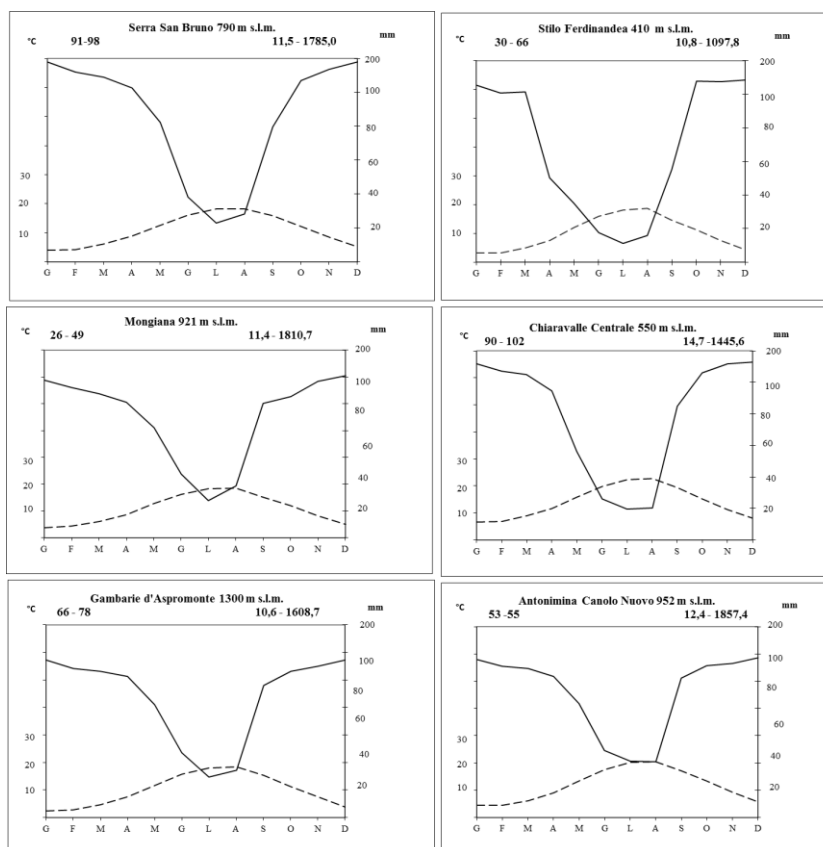 Serra San Bruno 790 m s.l.m.
°C 91-98 11,5 - 1785,0 mm
200
100
80
30 60
20 40
10 20
G F M A M G L A S O N D
Stilo Ferdinandea 410 m s.l.m.
°C 30 - 66 10,8 - 1097,8 mm
200
100
80
30 60
20 40
10 20
G F M A M G L A S O N D
Mongiana 921 m s.l.m.
°C 26 - 49 11,4 - 1810,7 mm
200
100
80
30 60
20 40
10 20
G F M A M G L A S O N D
Chiaravalle Centrale 550 m s.l.m.
°C 90 - 102 14,7 -1445,6 mm
200
100
80
30 60
20 40
10 20
G F M A M G L A S O N D
Gambarie d'Aspromonte 1300 m s.l.m.
°C 66 - 78 10,6 - 1608,7 mm
200
100
80
30 60
20 40
10 20
G F M A M G L A S O N D
Antonimina Canolo Nuovo 952 m s.l.m.
°C 53 -55 12,4 - 1857,4 mm
200
100
80
30 60
20 40
10 20
G F M A M G L A S O N D